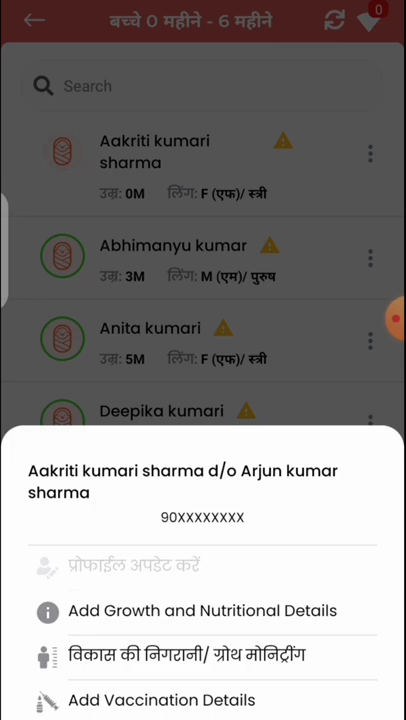 बच्चे 0 महीने - 6 महीने
0
Search
Aakriti kumari
sharma
उम्र: 0M लिंग: F (एफ)/ स्त्री
Abhimanyu kumar
उम्र: 3M लिंग: M (एम)/ पुरुष
Anita kumari
उम्र: 5M लिंग: F (एफ)/ स्त्री
Deepika kumari
Aakriti kumari sharma d/o Arjun kumar
sharma
90XXXXXXXX
प्रोफाईल अपडेट करें
Add Growth and Nutritional Details
विकास की निगरानी/ ग्रोथ मोनिट्रींग
Add Vaccination Details